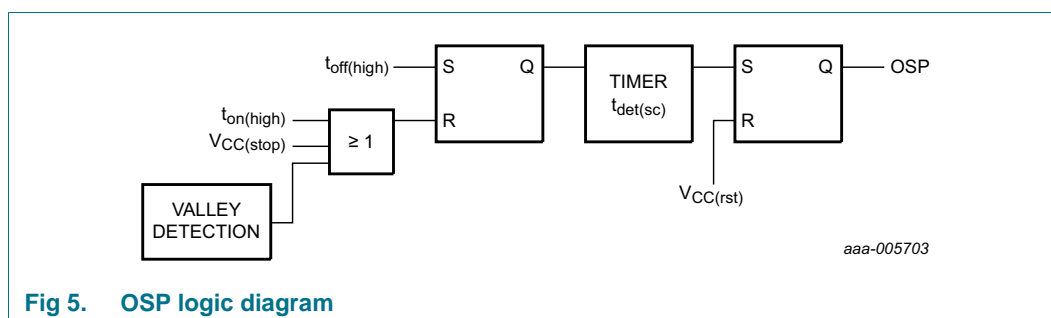 toff(high)
S
Q
TIMER
tdet(sc)
S
Q
OSP
ton(high)
VCC(stop)
≥ 1
R
R
VALLEY
DETECTION
VCC(rst)
aaa-005703
Fig 5. OSP logic diagram